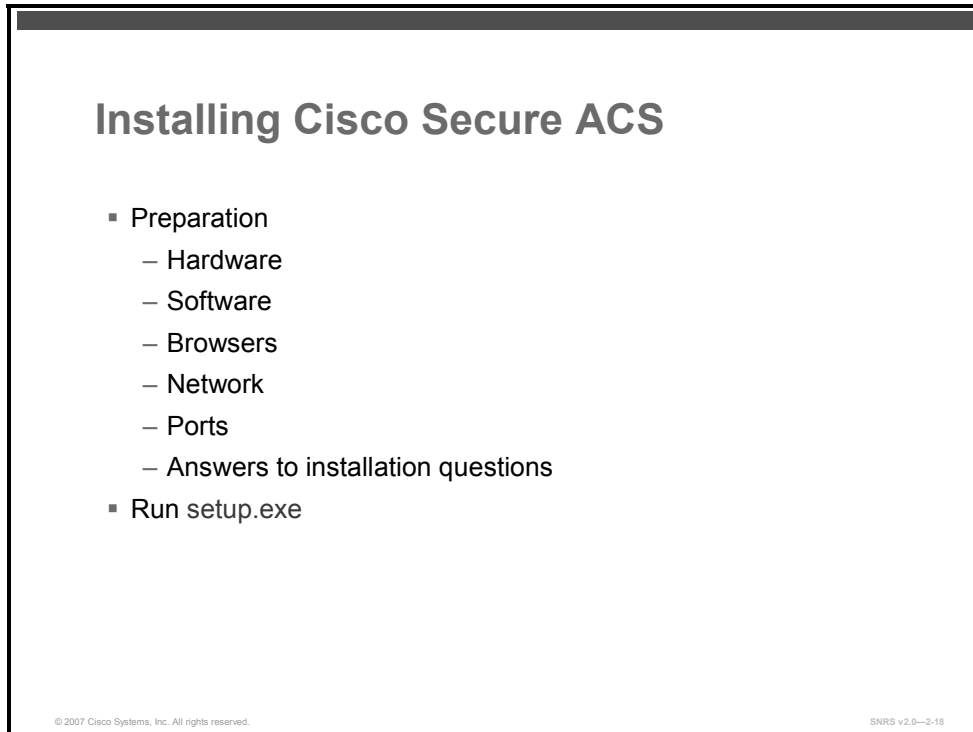 Installing Cisco Secure ACS
▪ Preparation
– Hardware
– Software
– Browsers
– Network
– Ports
– Answers to installation questions
▪ Run setup.exe
© 2007 Cisco Systems, Inc. All rights reserved.
SNRS v2.0—2-18